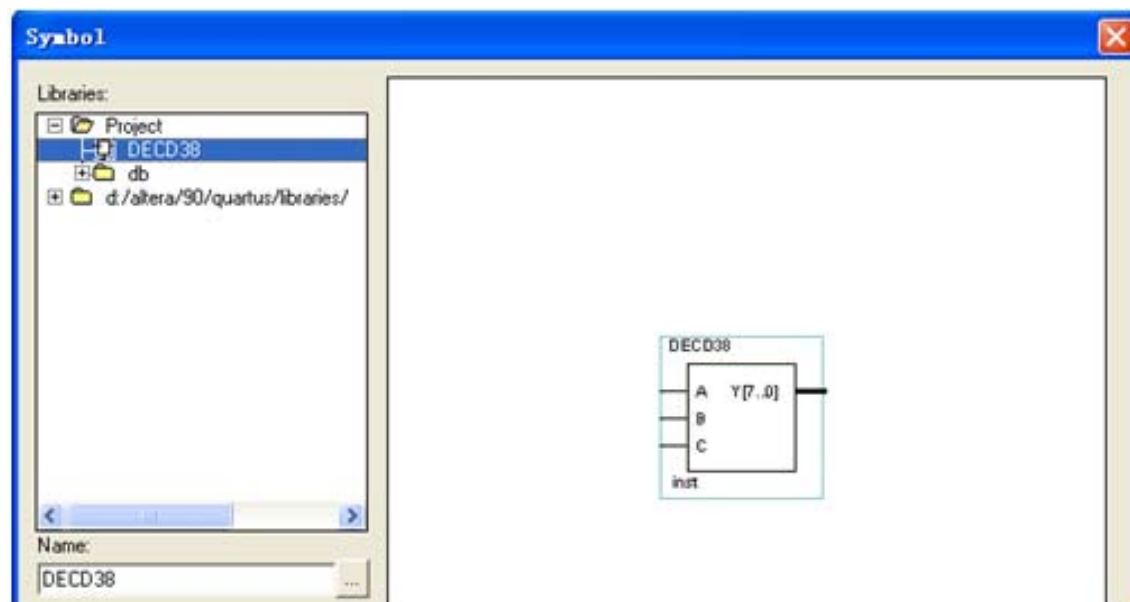 Symbol
Libraries:
Project
DECD38
db
d:/altera/90/quartus/libraries/
Name:
DECD38
...
DECD38
A Y[7..0]
B
C
inst